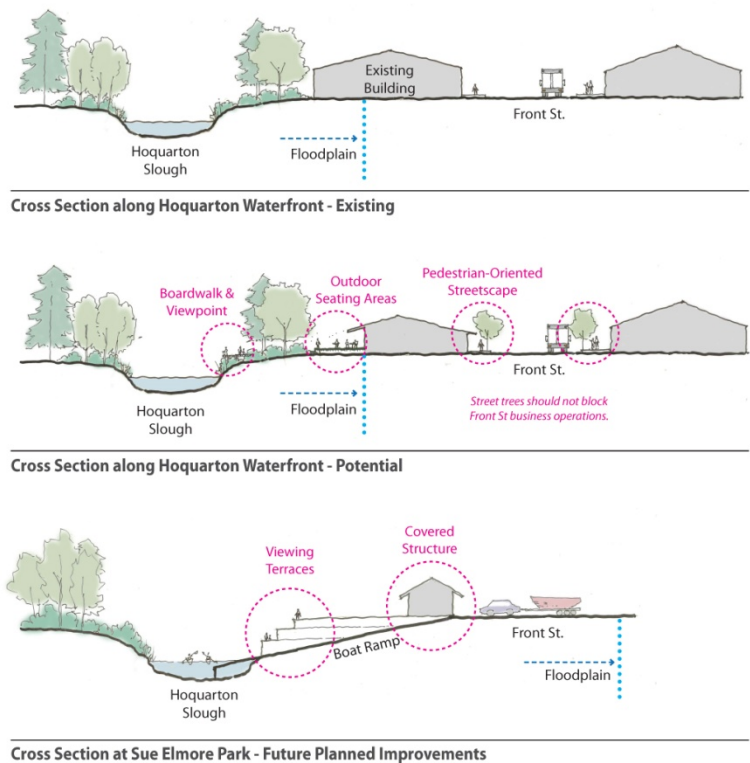 Existing
Building
Front St.
Hoquarton
Slough
Floodplain
Cross Section along Hoquarton Waterfront - Existing
Boardwalk &
Viewpoint
Outdoor
Seating Areas
Pedestrian-Oriented
Streetscape
Front St.
Hoquarton
Slough
Floodplain
Street trees should not block
Front St business operations.
Cross Section along Hoquarton Waterfront - Potential
Viewing
Terraces
Covered
Structure
Boat Ramp
Front St.
Hoquarton
Slough
Floodplain
Cross Section at Sue Elmore Park - Future Planned Improvements